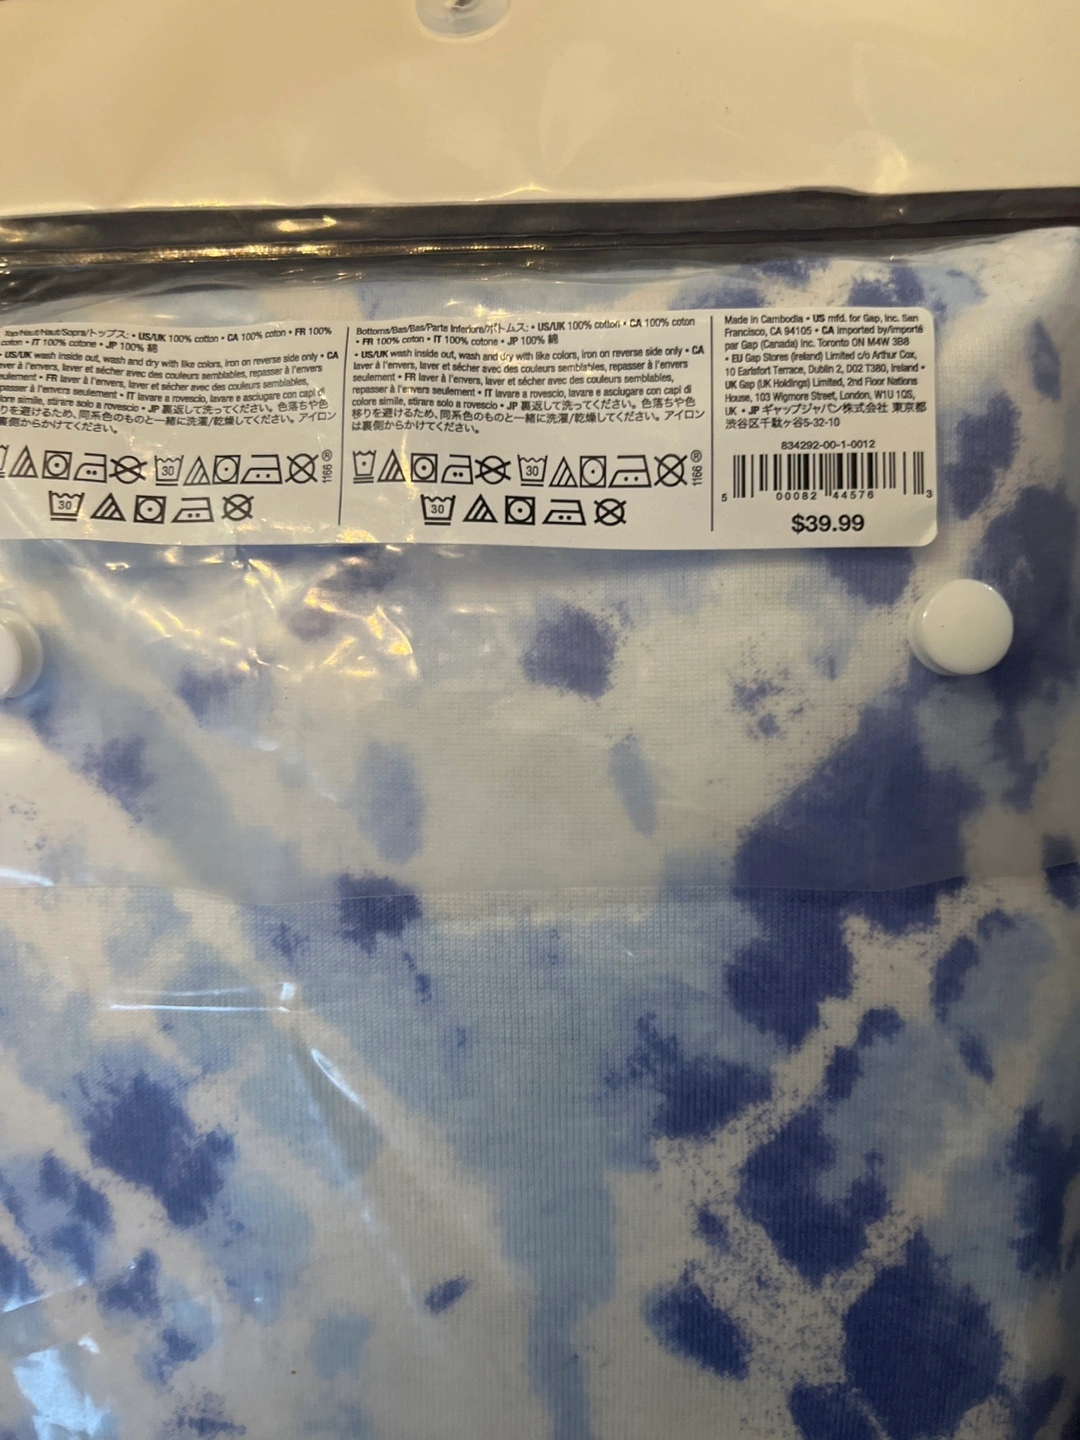 US/UK 100% cotton • CA 100% coton • FR 100%
coton • IT 100% cotone • JP 100% 綿
• US/UK wash inside out, wash and dry with like colors, iron on reverse side only • CA
laver à l'envers, laver et sécher avec des couleurs semblables, repasser à l'envers
seulement • FR laver à l'envers, laver et sécher avec des couleurs semblables,
repasser à l'envers seulement • IT lavare a rovescio, lavare e asciugare con capi di
colore simile, stirare solo a rovescio • JP 裏返して洗ってください。色落ちや色
りを避けるため、同系色のものと一緒に洗濯/乾燥してください。アイロン
裏側からかけてください。
30
1166
®
30
Bottoms/Bas/Bas/Parte Inferiore/ボトムス: • US/UK 100% cotton • CA 100% coton
• FR 100% coton • IT 100% cotone • JP 100% 綿
• US/UK wash inside out, wash and dry with like colors, iron on reverse side only • CA
laver à l'envers, laver et sécher avec des couleurs semblables, repasser à l'envers
seulement • FR laver à l'envers, laver et sécher avec des couleurs semblables,
repasser à l'envers seulement • IT lavare a rovescio, lavare e asciugare con capi di
colore simile, stirare solo a rovescio • JP 裏返して洗ってください。色落ちや色
移りを避けるため、同系色のものと一緒に洗濯/乾燥してください。アイロン
は裏側からかけてください。
30
1166
®
30
Made in Cambodia • US mfd. for Gap, Inc. San
Francisco, CA 94105 • CA imported by/importé
par Gap (Canada) Inc. Toronto ON M4W 3B8
• EU Gap Stores (Ireland) Limited c/o Arthur Cox,
10 Earlsfort Terrace, Dublin 2, D02 T380, Ireland •
UK Gap (UK Holdings) Limited, 2nd Floor Nations
House, 103 Wigmore Street, London, W1U 1QS,
UK • JP ギャップジャパン株式会社 東京都
渋谷区千駄ヶ谷5-32-10
834292-00-1-0012
5 00082 44576 3
$39.99